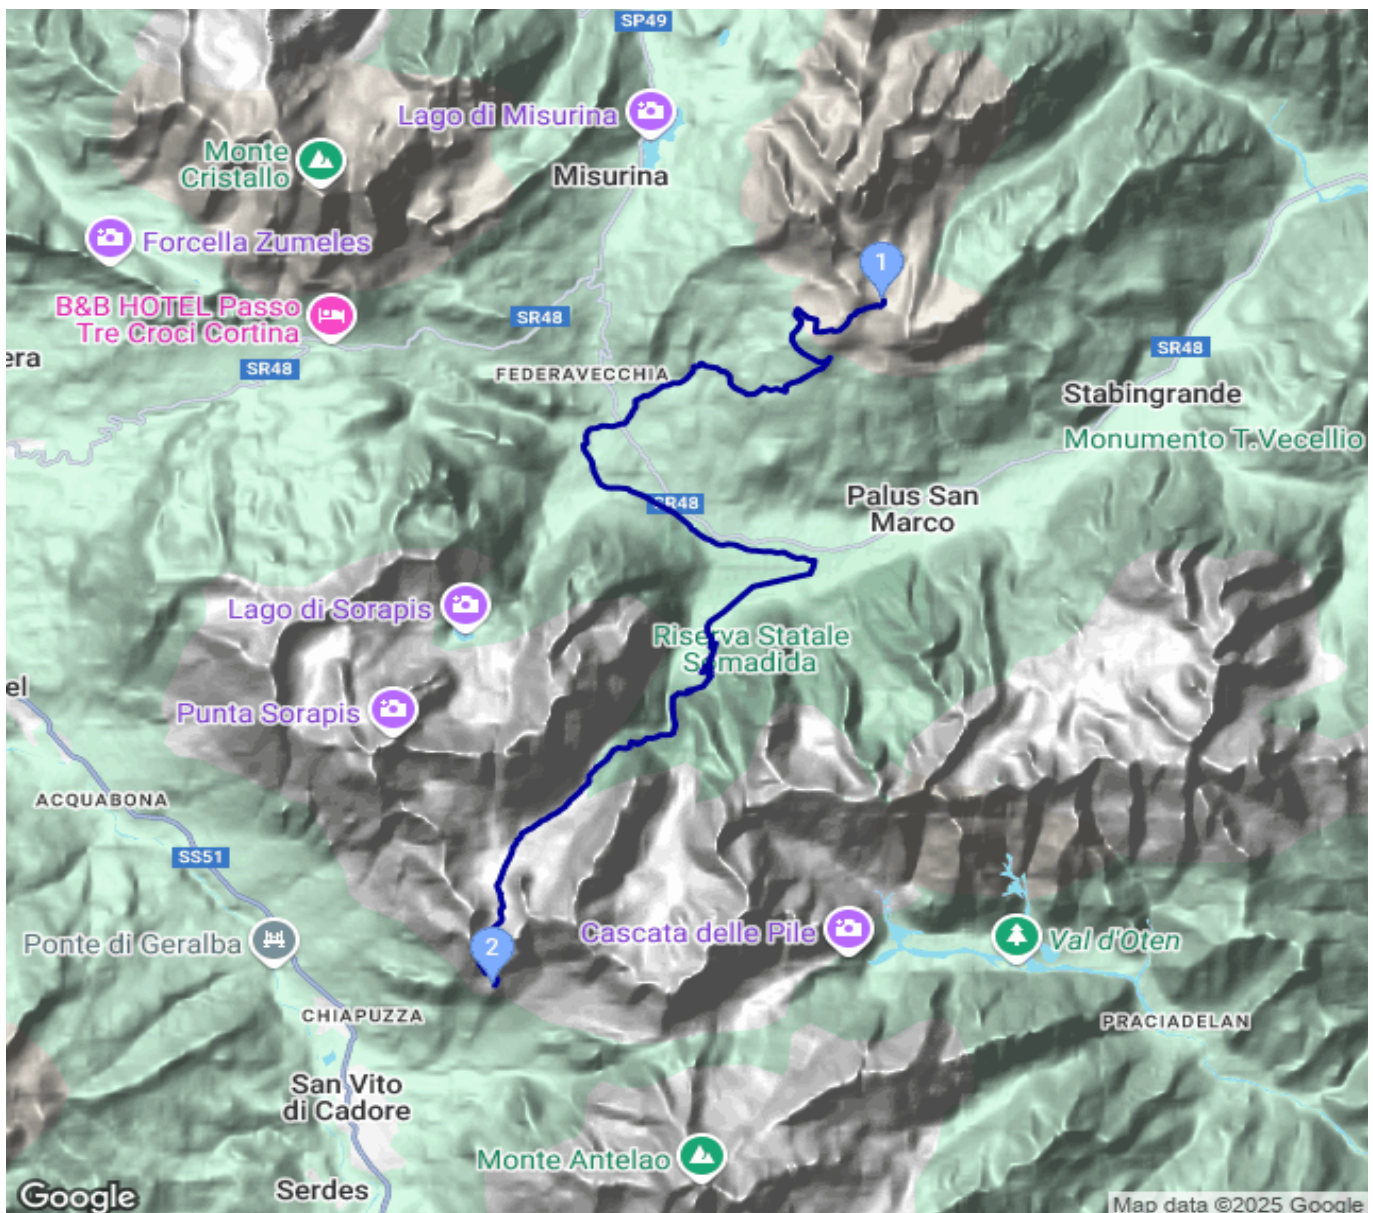 SP49
Lago di Misurina
Monte
Cristallo
Misurina
Forcella Zumeles
1
B&B HOTEL Passo
Tre Croci Cortina
SR48
SR48
era
SR48
FEDERAVECCHIA
Stabingrande
Monumento T.Vecellio
SR48
Palus San
Marco
Lago di Sorapis
Riserva Statale
Somadida
el
Punta Sorapis
ACQUABONA
SS51
Ponte di Geralba
2
Cascata delle Pile
Val d'Oten
CHIAPUZZA
PRACIADELAN
San Vito
di Cadore
Monte Antelao
Serdes
Google
Map data ©2025 Google